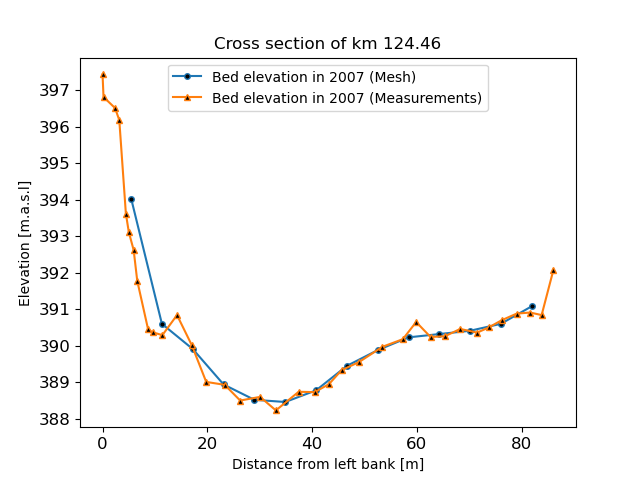 Cross section of km 124.46
Bed elevation in 2007 (Mesh)
Bed elevation in 2007 (Measurements)
397
396
395
394
393
392
391
390
389
388
Elevation [m.a.s.l]
0 20 40 60 80
Distance from left bank [m]